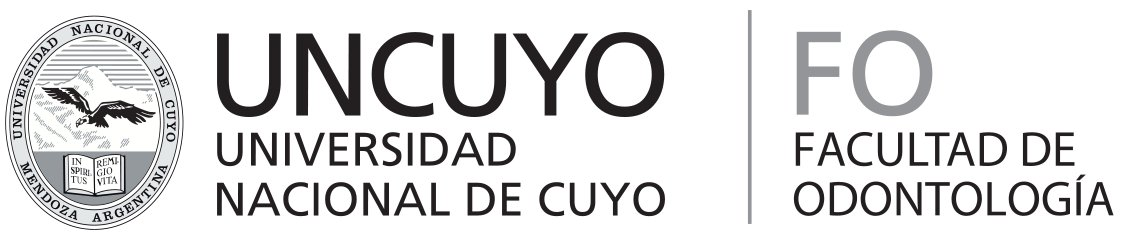 UNIVERSIDAD NACIONAL DE CUYO
MENDOZA ARGENTINA
IN SPIRI-TUS
REMI GIO VITA
UNCUYO
UNIVERSIDAD
NACIONAL DE CUYO
FO
FACULTAD DE
ODONTOLOGÍA